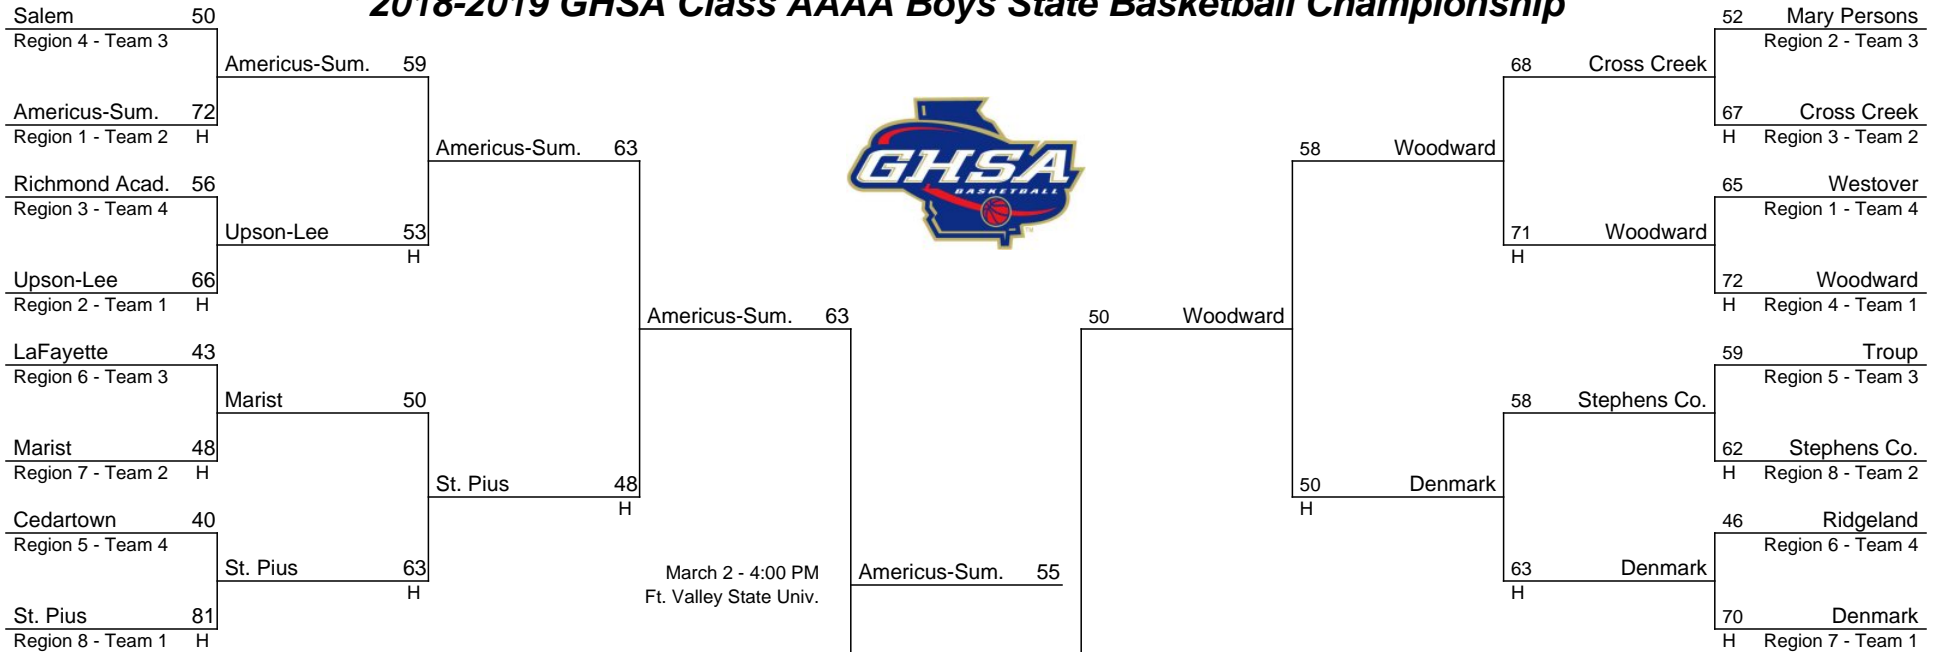 2018-2019 GHSA Class AAAA Boys State Basketball Championship
Salem 50
Region 4 - Team 3
Americus-Sum. 59
Americus-Sum. 72
Region 1 - Team 2 H
Americus-Sum. 63
Richmond Acad. 56
Region 3 - Team 4
Upson-Lee 53
H
Upson-Lee 66
Region 2 - Team 1 H
Americus-Sum. 63
LaFayette 43
Region 6 - Team 3
Marist 50
Marist 48
Region 7 - Team 2 H
St. Pius 48
H
Cedartown 40
Region 5 - Team 4
St. Pius 63
H
St. Pius 81
Region 8 - Team 1 H
March 2 - 4:00 PM
Ft. Valley State Univ.
Americus-Sum. 55
GHSA
BASKETBALL
TM
52 Mary Persons
Region 2 - Team 3
68 Cross Creek
67 Cross Creek
H Region 3 - Team 2
58 Woodward
65 Westover
Region 1 - Team 4
71 Woodward
H
72 Woodward
H Region 4 - Team 1
50 Woodward
59 Troup
Region 5 - Team 3
58 Stephens Co.
62 Stephens Co.
H Region 8 - Team 2
50 Denmark
H
46 Ridgeland
Region 6 - Team 4
63 Denmark
H
70 Denmark
H Region 7 - Team 1